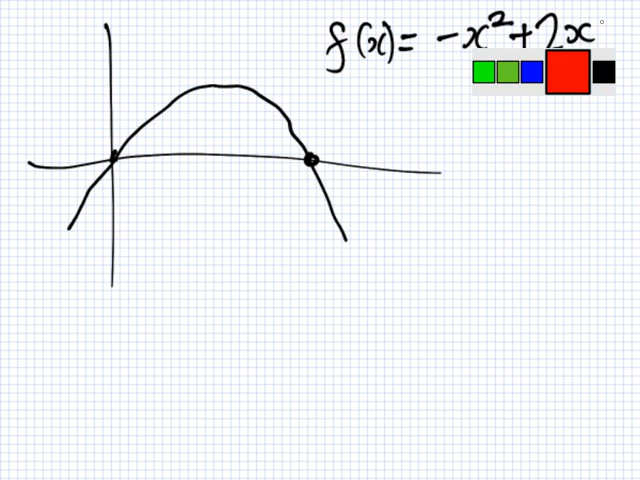 f(x) = -x²+2x